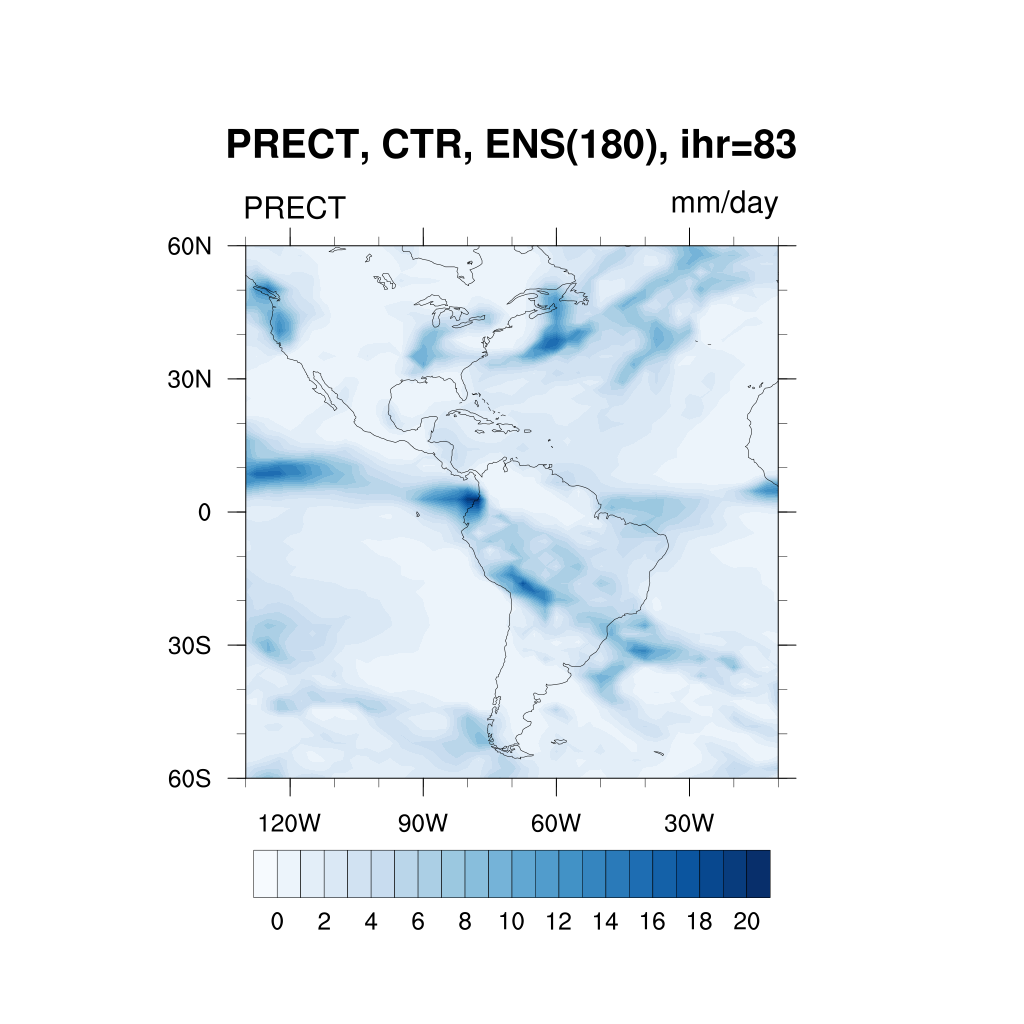 PRECT, CTR, ENS(180), ihr=83
PRECT
mm/day
60N
30N
0
30S
60S
120W 90W 60W 30W
0 2 4 6 8 10 12 14 16 18 20